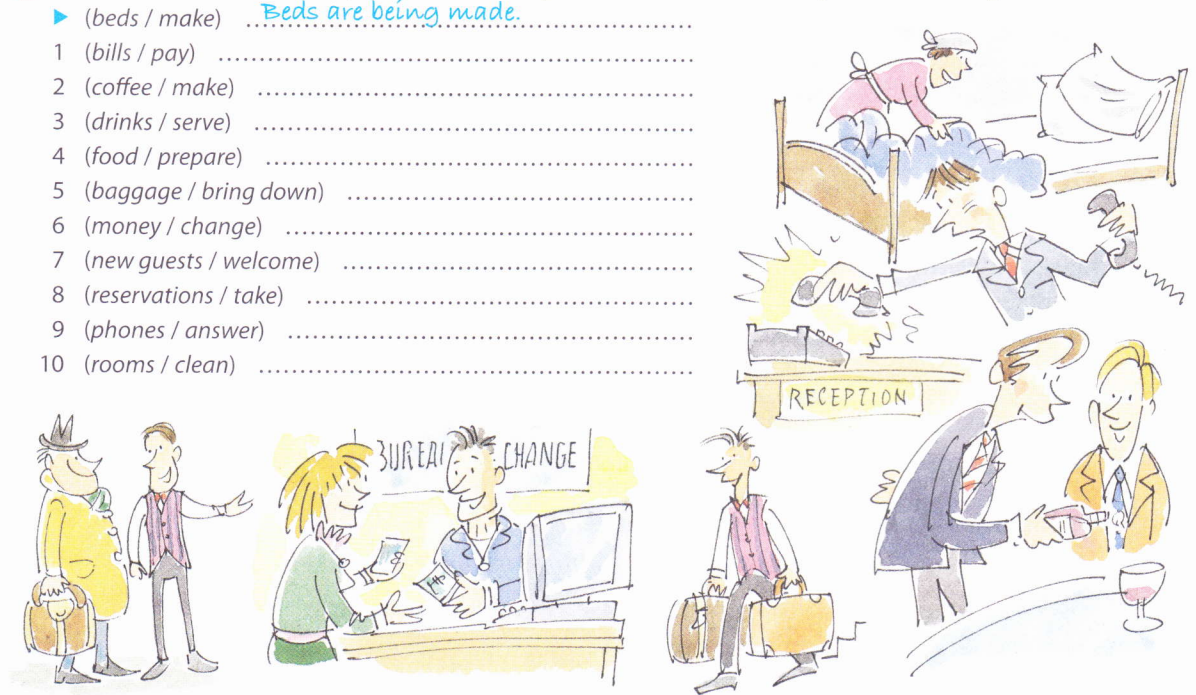 ▶ (beds / make) ..... Beds are being made.
1 (bills / pay) .....
2 (coffee / make) .....
3 (drinks / serve) .....
4 (food / prepare) .....
5 (baggage / bring down) .....
6 (money / change) .....
7 (new guests / welcome) .....
8 (reservations / take) .....
9 (phones / answer) .....
10 (rooms / clean) .....
RECEPTION
CHANGE